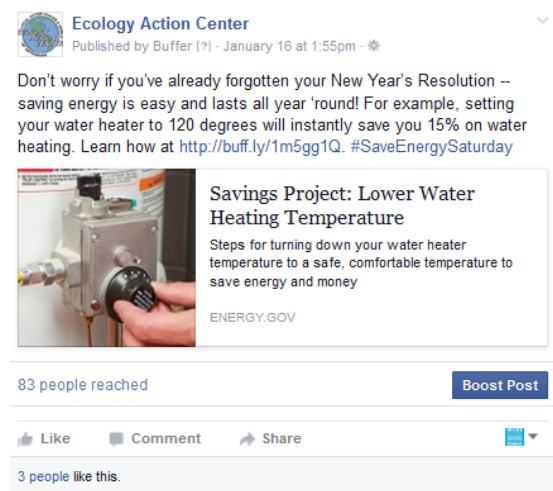 Ecology Action Center
Published by Buffer [?] · January 16 at 1:55pm ·
Don't worry if you've already forgotten your New Year's Resolution --
saving energy is easy and lasts all year 'round! For example, setting
your water heater to 120 degrees will instantly save you 15% on water
heating. Learn how at http://buff.ly/1m5gg1Q. #SaveEnergySaturday
Savings Project: Lower Water
Heating Temperature
Steps for turning down your water heater
temperature to a safe, comfortable temperature to
save energy and money
ENERGY.GOV
83 people reached
Boost Post
Like
Comment
Share
3 people like this.